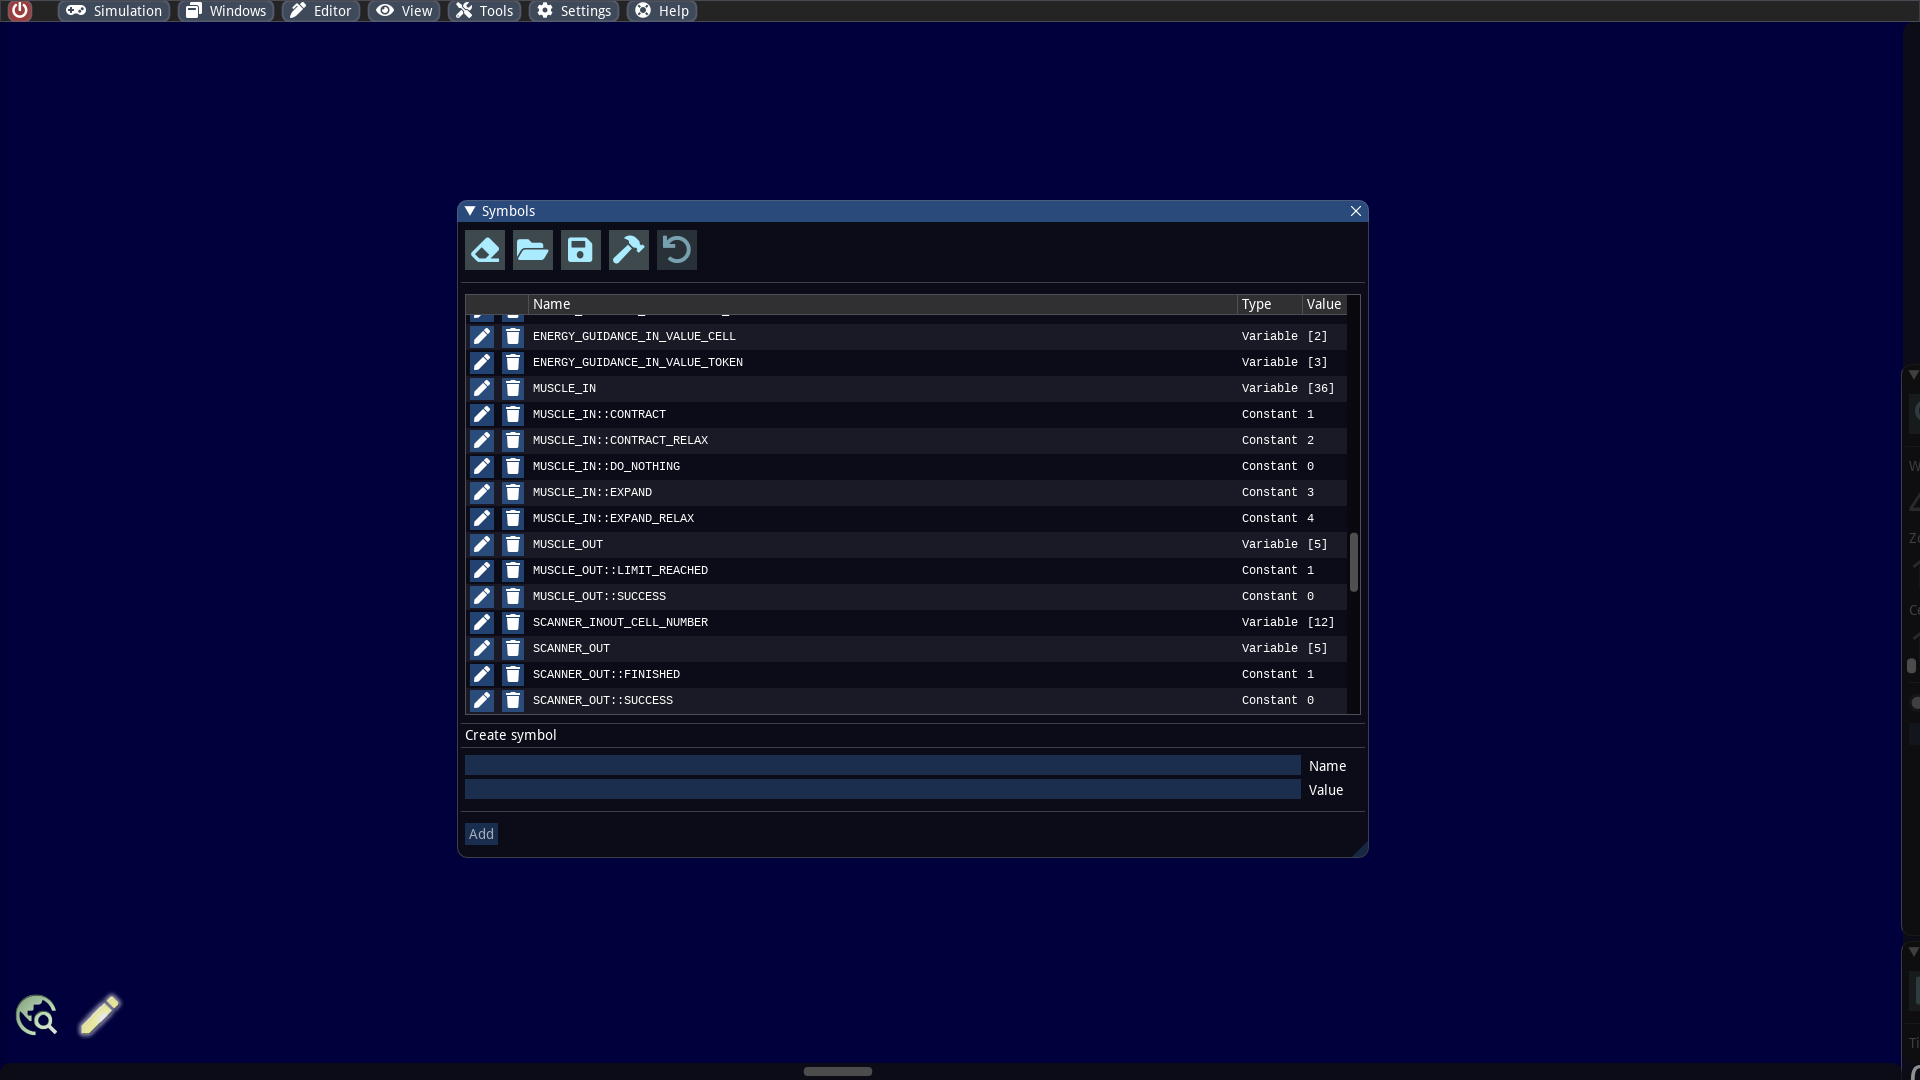 Simulation Windows Editor View Tools Settings Help
Symbols
Name Type Value
ENERGY_GUIDANCE_IN_VALUE_CELL Variable [2]
ENERGY_GUIDANCE_IN_VALUE_TOKEN Variable [3]
MUSCLE_IN Variable [36]
MUSCLE_IN::CONTRACT Constant 1
MUSCLE_IN::CONTRACT_RELAX Constant 2
MUSCLE_IN::DO_NOTHING Constant 0
MUSCLE_IN::EXPAND Constant 3
MUSCLE_IN::EXPAND_RELAX Constant 4
MUSCLE_OUT Variable [5]
MUSCLE_OUT::LIMIT_REACHED Constant 1
MUSCLE_OUT::SUCCESS Constant 0
SCANNER_INOUT_CELL_NUMBER Variable [12]
SCANNER_OUT Variable [5]
SCANNER_OUT::FINISHED Constant 1
SCANNER_OUT::SUCCESS Constant 0
Create symbol
Name
Value
Add